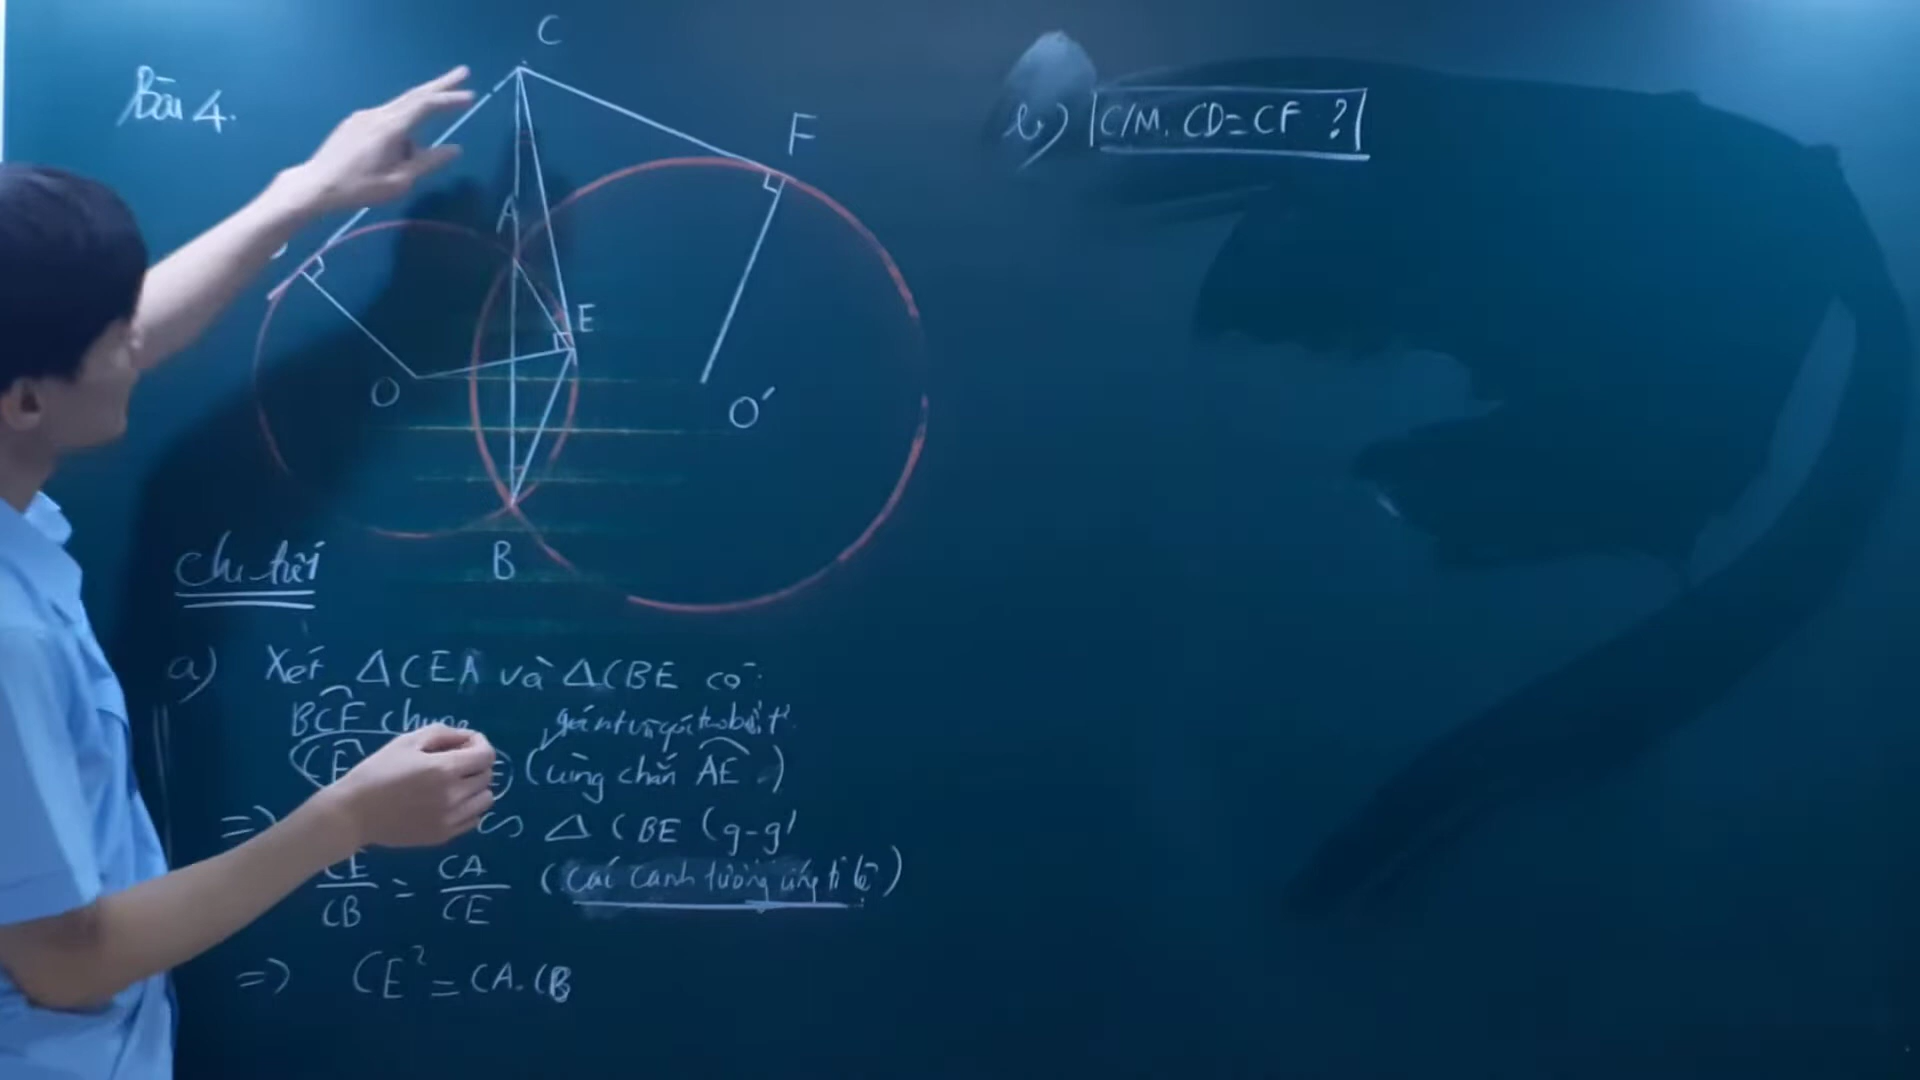 Bài 4.
C
F
A
E
O
O'
B
b) C/M. CD=CF ?
Chi tiết
a) Xét ΔCEA và ΔCBE có:
BCE chung
(cùng chắn AE)
=> ∽ ΔCBE (g-g)
CE/CB = CA/CE (các cạnh tương ứng tỉ lệ)
=> CE² = CA.CB